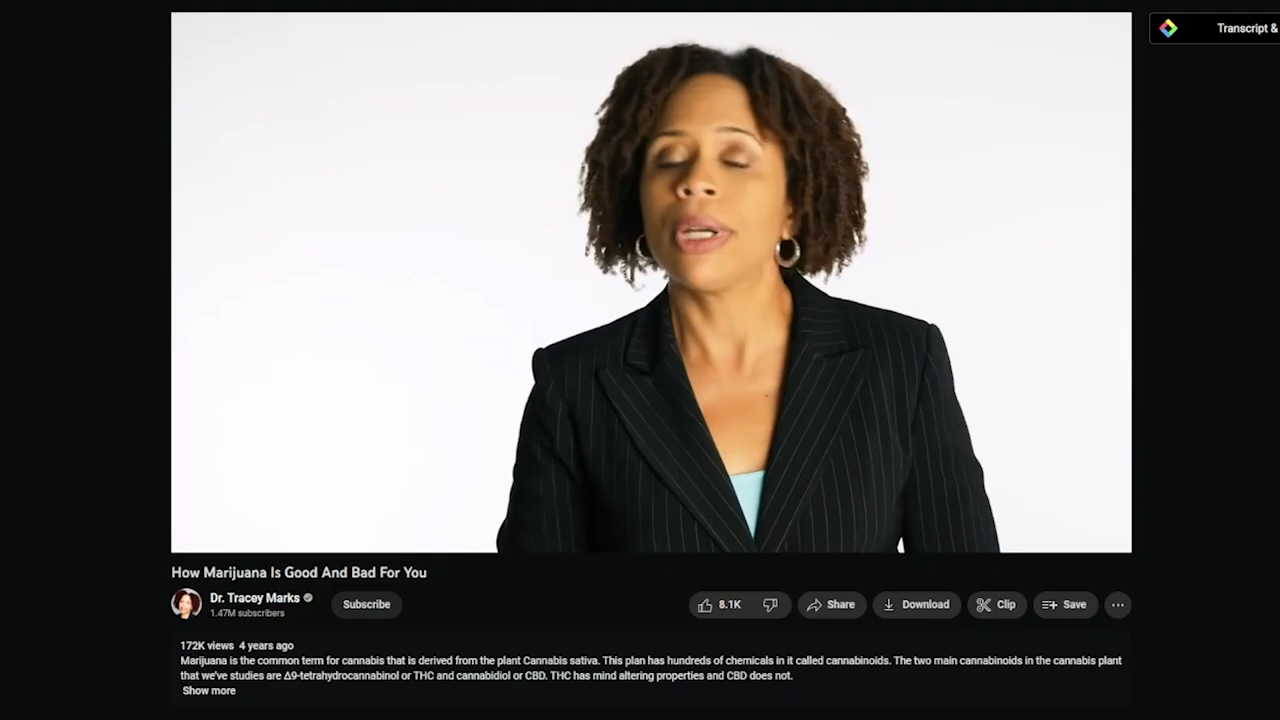 Transcript &
How Marijuana Is Good And Bad For You
Dr. Tracey Marks
1.47M subscribers
Subscribe
8.1K
Share
Download
Clip
Save
172K views 4 years ago
Marijuana is the common term for cannabis that is derived from the plant Cannabis sativa. This plan has hundreds of chemicals in it called cannabinoids. The two main cannabinoids in the cannabis plant
that we've studies are Δ9-tetrahydrocannabinol or THC and cannabidiol or CBD. THC has mind altering properties and CBD does not.
Show more